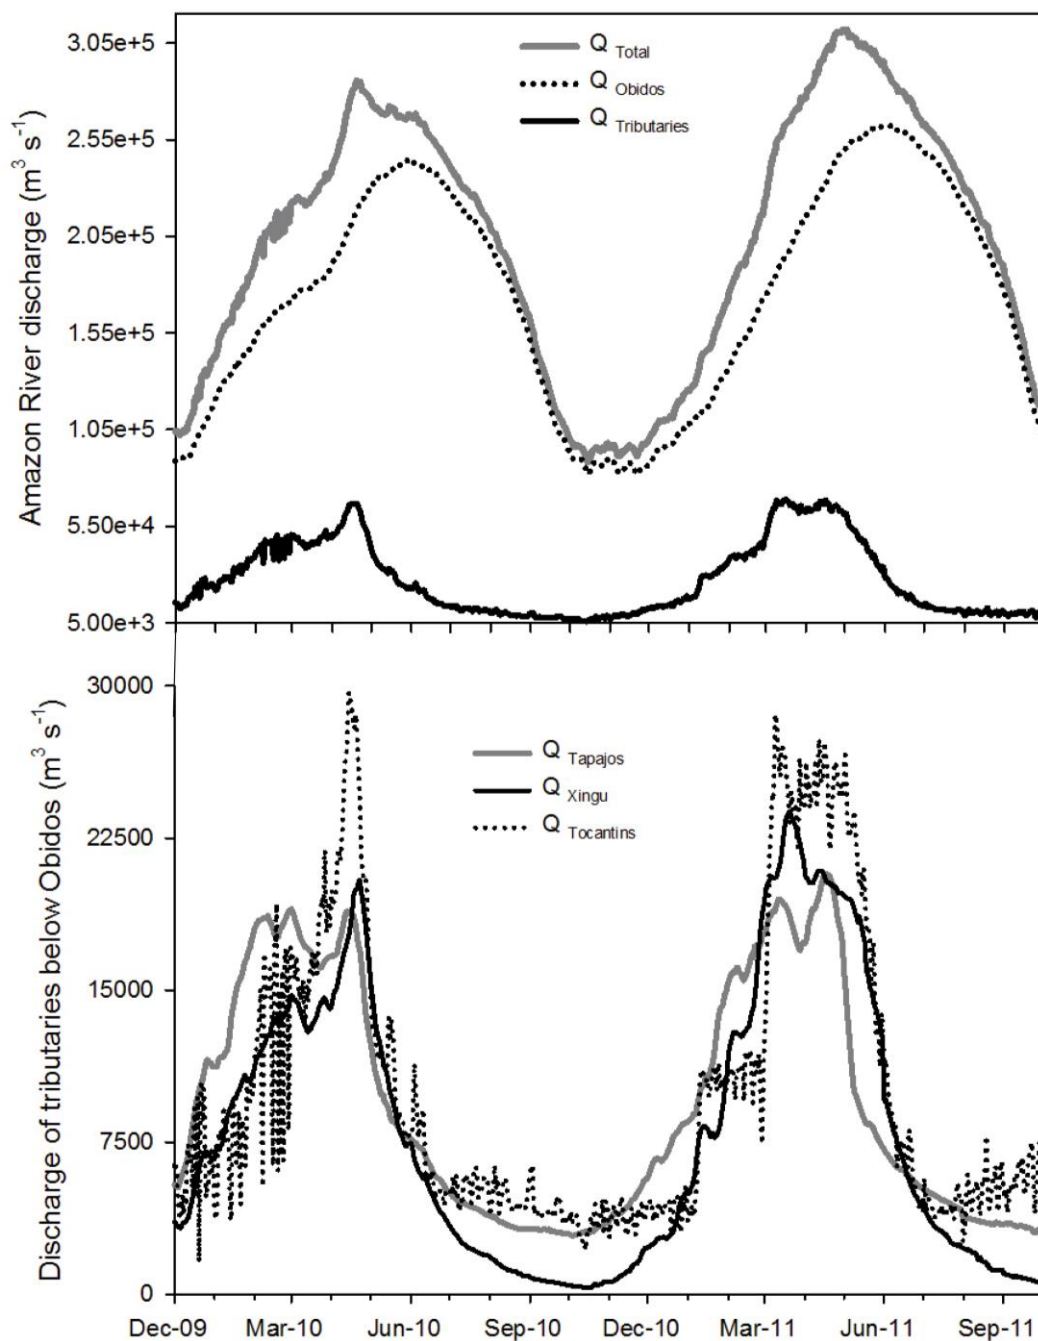 Amazon River discharge (m³ s⁻¹)
3.05e+5
2.55e+5
2.05e+5
1.55e+5
1.05e+5
5.50e+4
5.00e+3
Q Total
Q Obidos
Q Tributaries
Discharge of tributaries below Obidos (m³ s⁻¹)
30000
22500
15000
7500
0
Q Tapajos
Q Xingu
Q Tocantins
Dec-09 Mar-10 Jun-10 Sep-10 Dec-10 Mar-11 Jun-11 Sep-11